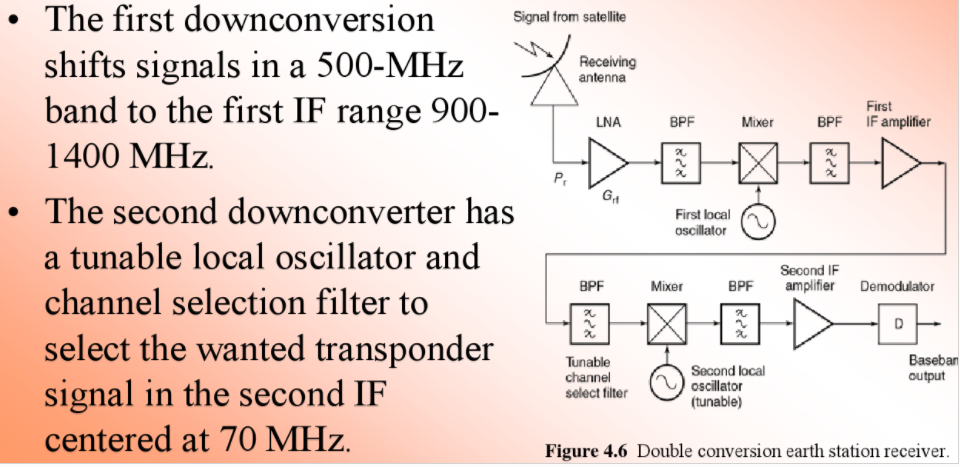 • The first downconversion
shifts signals in a 500-MHz
band to the first IF range 900-
1400 MHz.
• The second downconverter has
a tunable local oscillator and
channel selection filter to
select the wanted transponder
signal in the second IF
centered at 70 MHz.
Signal from satellite
Receiving
antenna
LNA
BPF
Mixer
BPF
First
IF amplifier
Pr
Grf
First local
oscillator
BPF
Mixer
BPF
Second IF
amplifier
Demodulator
D
Tunable
channel
select filter
Second local
oscillator
(tunable)
Baseban
output
Figure 4.6 Double conversion earth station receiver.